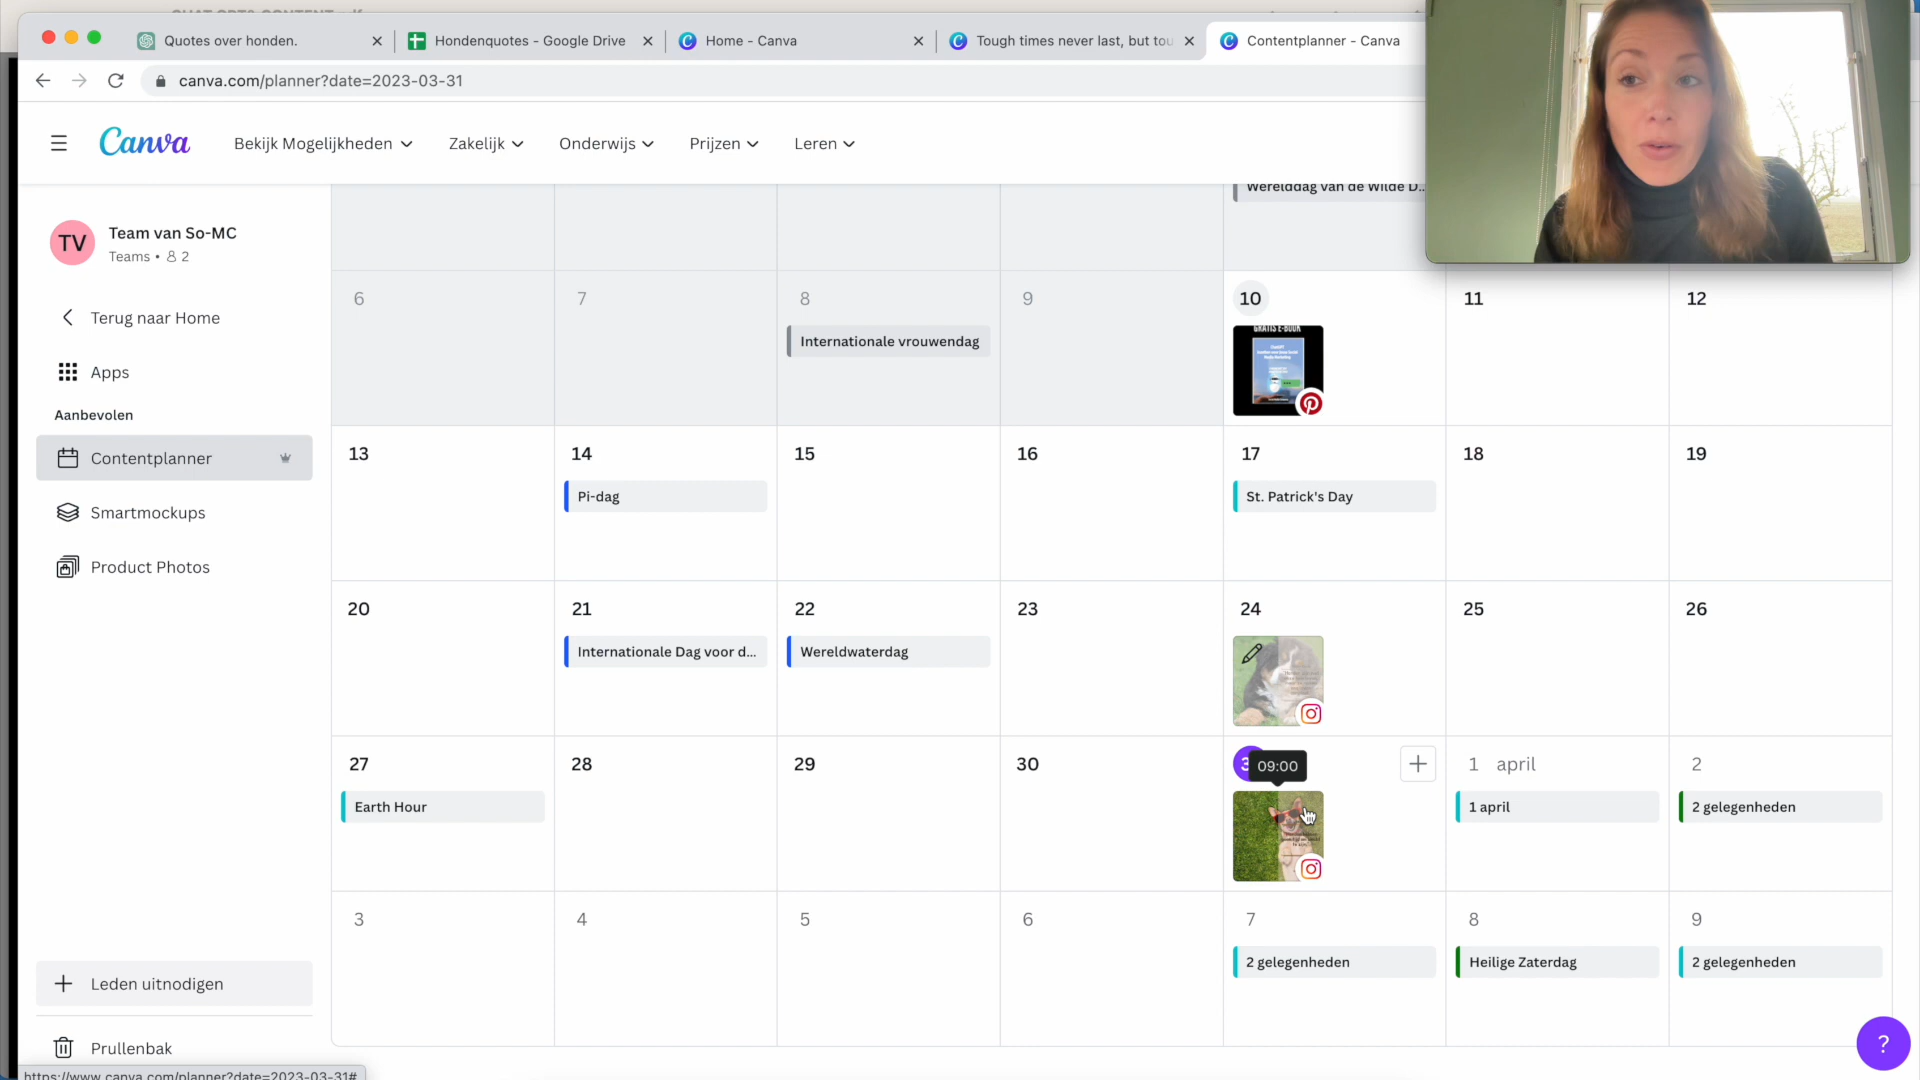 Quotes over honden.
Hondenquotes - Google Drive
Home - Canva
Tough times never last, but tou
Contentplanner - Canva
canva.com/planner?date=2023-03-31
Canva
Bekijk Mogelijkheden
Zakelijk
Onderwijs
Prijzen
Leren
TV
Team van So-MC
Teams • 2
Terug naar Home
Apps
Aanbevolen
Contentplanner
Smartmockups
Product Photos
Leden uitnodigen
Prullenbak
https://www.canva.com/planner?date=2023-03-31#
Werelddag van de Wilde D...
6
7
8
9
10
11
12
Internationale vrouwendag
GRATIS E-BOOK
13
14
15
16
17
18
19
Pi-dag
St. Patrick's Day
20
21
22
23
24
25
26
Internationale Dag voor d...
Wereldwaterdag
27
28
29
30
3
09:00
1 april
2
Earth Hour
1 april
2 gelegenheden
3
4
5
6
7
8
9
2 gelegenheden
Heilige Zaterdag
2 gelegenheden
?